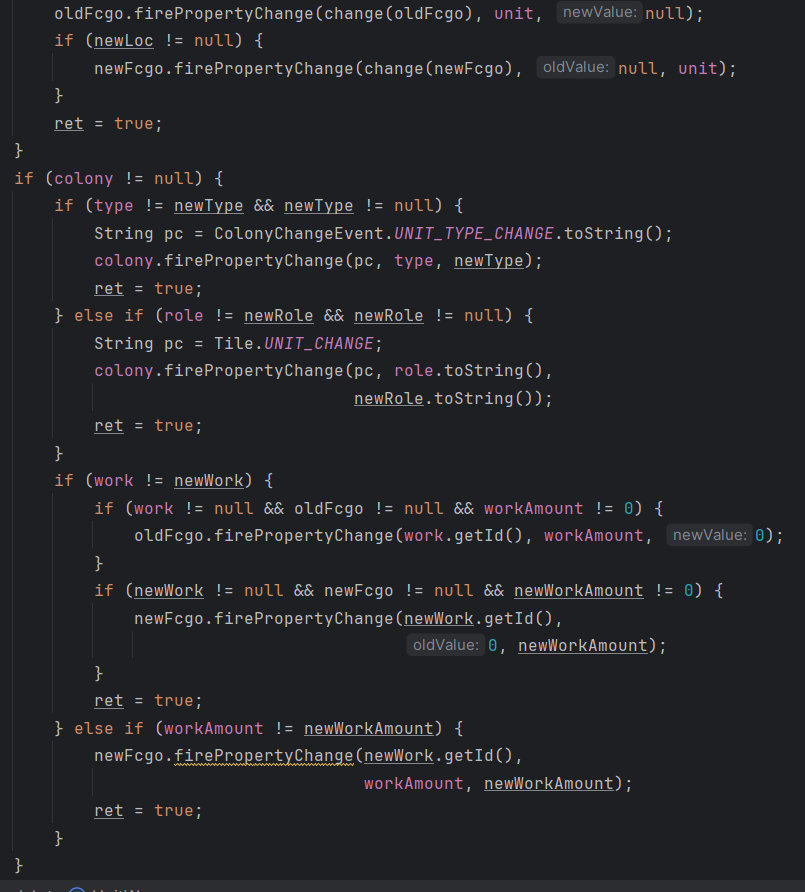 oldFcgo.firePropertyChange(change(oldFcgo), unit, newValue: null);
if (newLoc != null) {
newFcgo.firePropertyChange(change(newFcgo), oldValue: null, unit);
}
ret = true;
}
if (colony != null) {
if (type != newType && newType != null) {
String pc = ColonyChangeEvent.UNIT_TYPE_CHANGE.toString();
colony.firePropertyChange(pc, type, newType);
ret = true;
} else if (role != newRole && newRole != null) {
String pc = Tile.UNIT_CHANGE;
colony.firePropertyChange(pc, role.toString(),
newRole.toString());
ret = true;
}
if (work != newWork) {
if (work != null && oldFcgo != null && workAmount != 0) {
oldFcgo.firePropertyChange(work.getId(), workAmount, newValue: 0);
}
if (newWork != null && newFcgo != null && newWorkAmount != 0) {
newFcgo.firePropertyChange(newWork.getId(),
oldValue: 0, newWorkAmount);
}
ret = true;
} else if (workAmount != newWorkAmount) {
newFcgo.firePropertyChange(newWork.getId(),
workAmount, newWorkAmount);
ret = true;
}
}